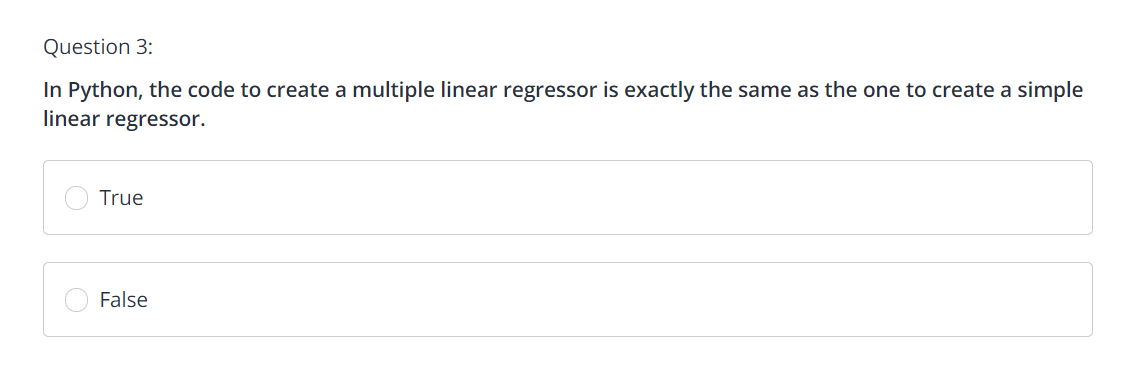 Question 3:
In Python, the code to create a multiple linear regressor is exactly the same as the one to create a simple
linear regressor.
True
False